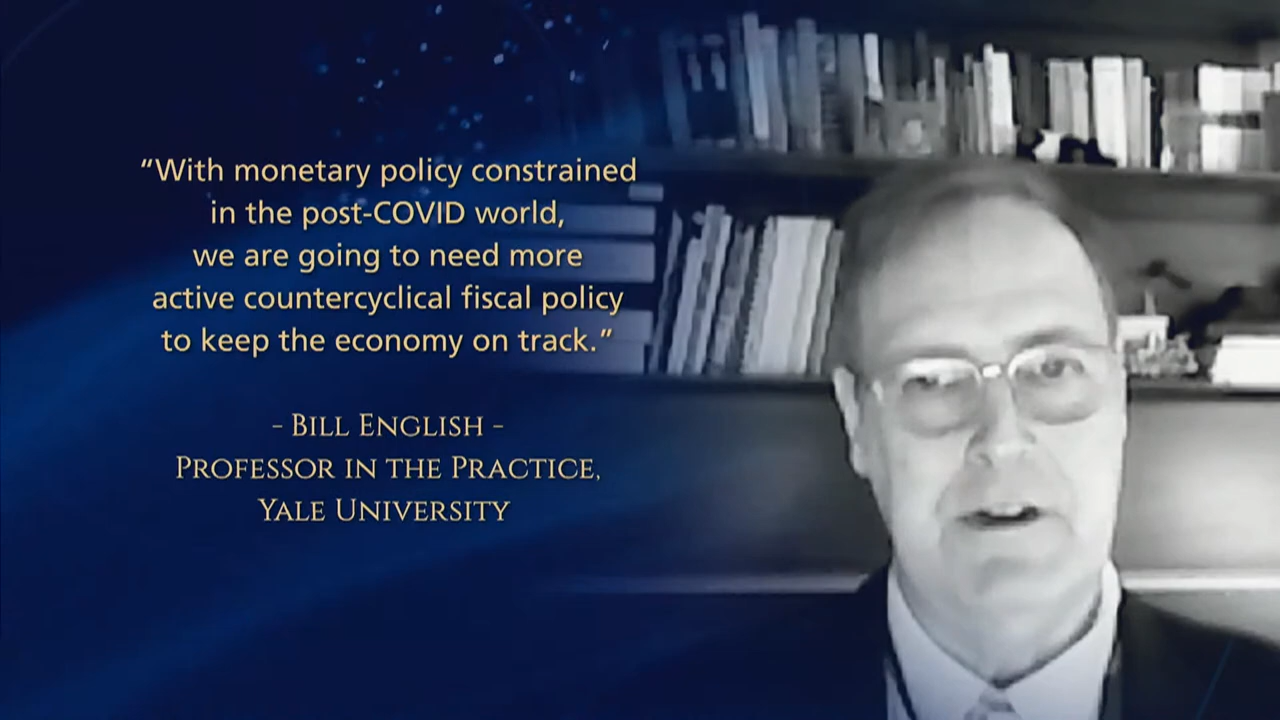 “With monetary policy constrained
in the post-COVID world,
we are going to need more
active countercyclical fiscal policy
to keep the economy on track.”
- Bill English -
Professor in the Practice,
Yale University